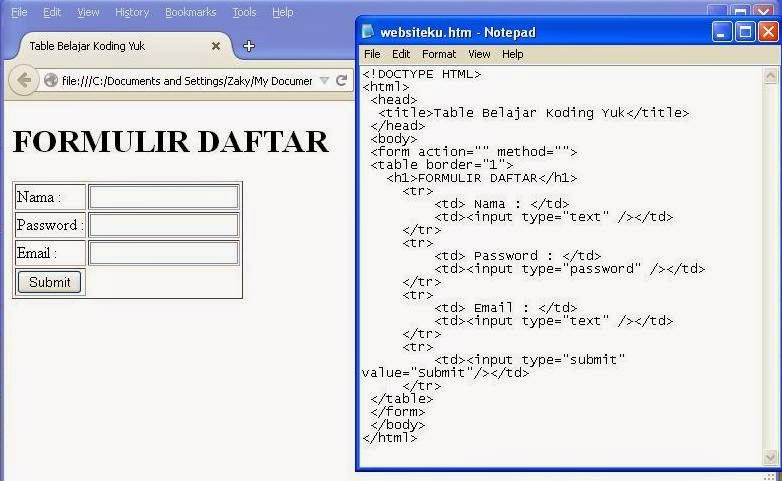 File Edit View History Bookmarks Tools Help
Table Belajar Koding Yuk
file:///C:/Documents and Settings/Zaky/My Documer
FORMULIR DAFTAR
Nama :
Password :
Email :
Submit
websiteku.htm - Notepad
File Edit Format View Help
<!DOCTYPE HTML>
<html>
<head>
<title>Table Belajar Koding Yuk</title>
</head>
<body>
<form action="" method="">
<table border="1">
<h1>FORMULIR DAFTAR</h1>
<tr>
<td> Nama : </td>
<td><input type="text" /></td>
</tr>
<tr>
<td> Password : </td>
<td><input type="password" /></td>
</tr>
<tr>
<td> Email : </td>
<td><input type="text" /></td>
</tr>
<tr>
<td><input type="submit"
value="Submit"/></td>
</tr>
</table>
</form>
</body>
</html>